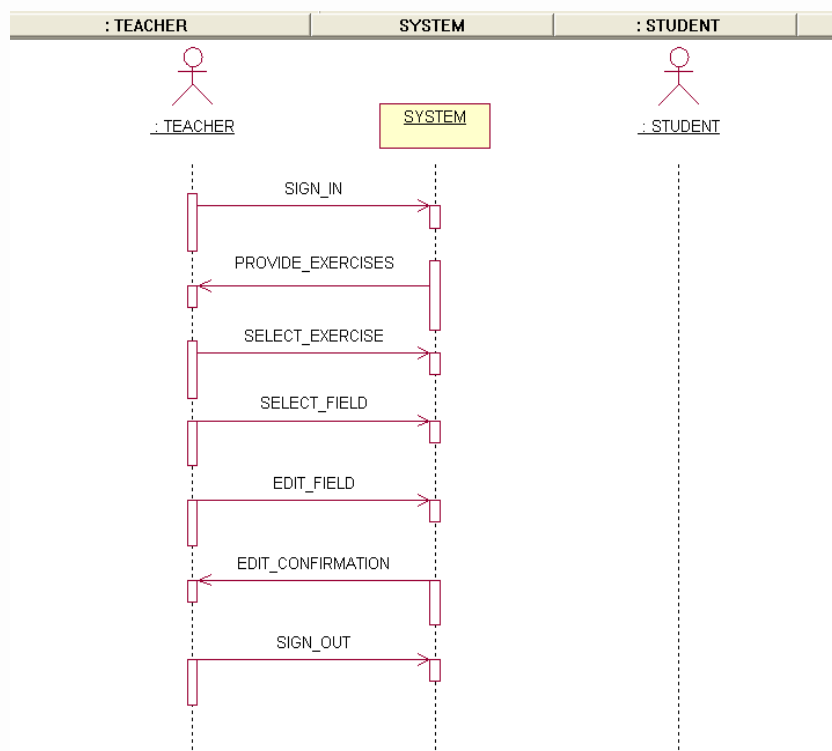 : TEACHER SYSTEM : STUDENT
: TEACHER
SYSTEM
: STUDENT
SIGN_IN
PROVIDE_EXERCISES
SELECT_EXERCISE
SELECT_FIELD
EDIT_FIELD
EDIT_CONFIRMATION
SIGN_OUT